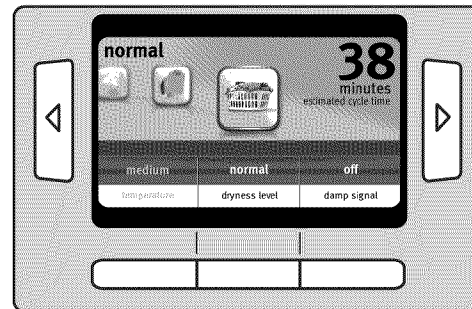 normal
38
minutes
estimated cycle time
medium normal off
temperature dryness level damp signal